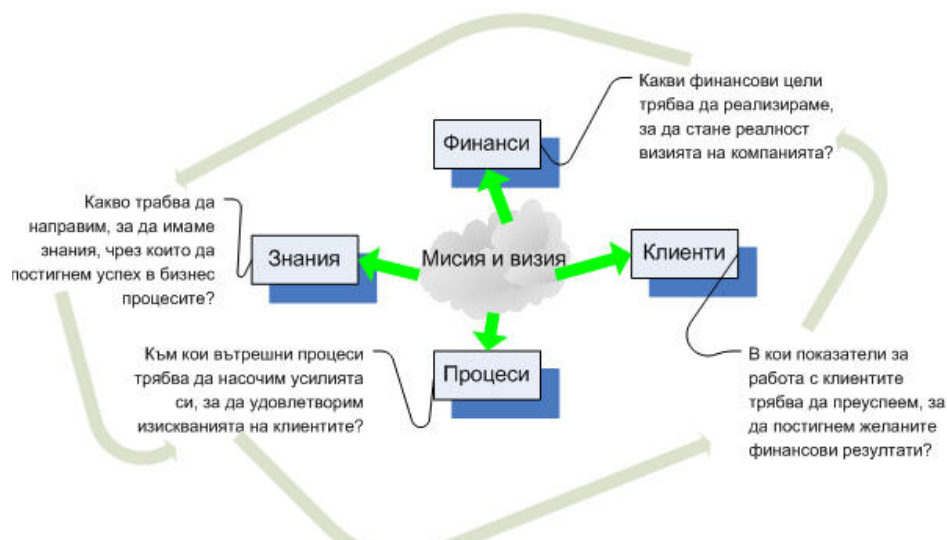 Какви финансови цели
трябва да реализираме,
за да стане реалност
визията на компанията?
Финанси
Какво трабва да
направим, за да имаме
знания, чрез които да
постигнем успех в бизнес
процесите?
Знания
Мисия и визия
Клиенти
Към кои вътрешни процеси
трябва да насочим усилията
си, за да удовлетворим
изискванията на клиентите?
Процеси
В кои показатели за
работа с клиентите
трябва да преуспеем, за
да постигнем желаните
финансови резултати?